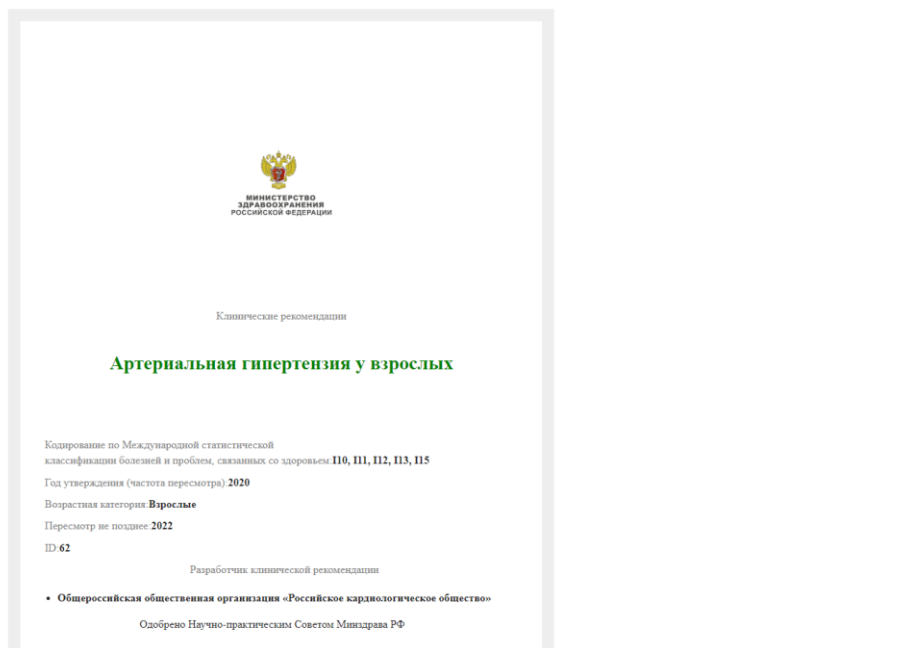 МИНИСТЕРСТВО
ЗДРАВООХРАНЕНИЯ
РОССИЙСКОЙ ФЕДЕРАЦИИ
Клинические рекомендации
Артериальная гипертензия у взрослых
Кодирование по Международной статистической
классификации болезней и проблем, связанных со здоровьем:I10, I11, I12, I13, I15
Год утверждения (частота пересмотра):2020
Возрастная категория:Взрослые
Пересмотр не позднее:2022
ID:62
Разработчик клинической рекомендации
• Общероссийская общественная организация «Российское кардиологическое общество»
Одобрено Научно-практическим Советом Минздрава РФ